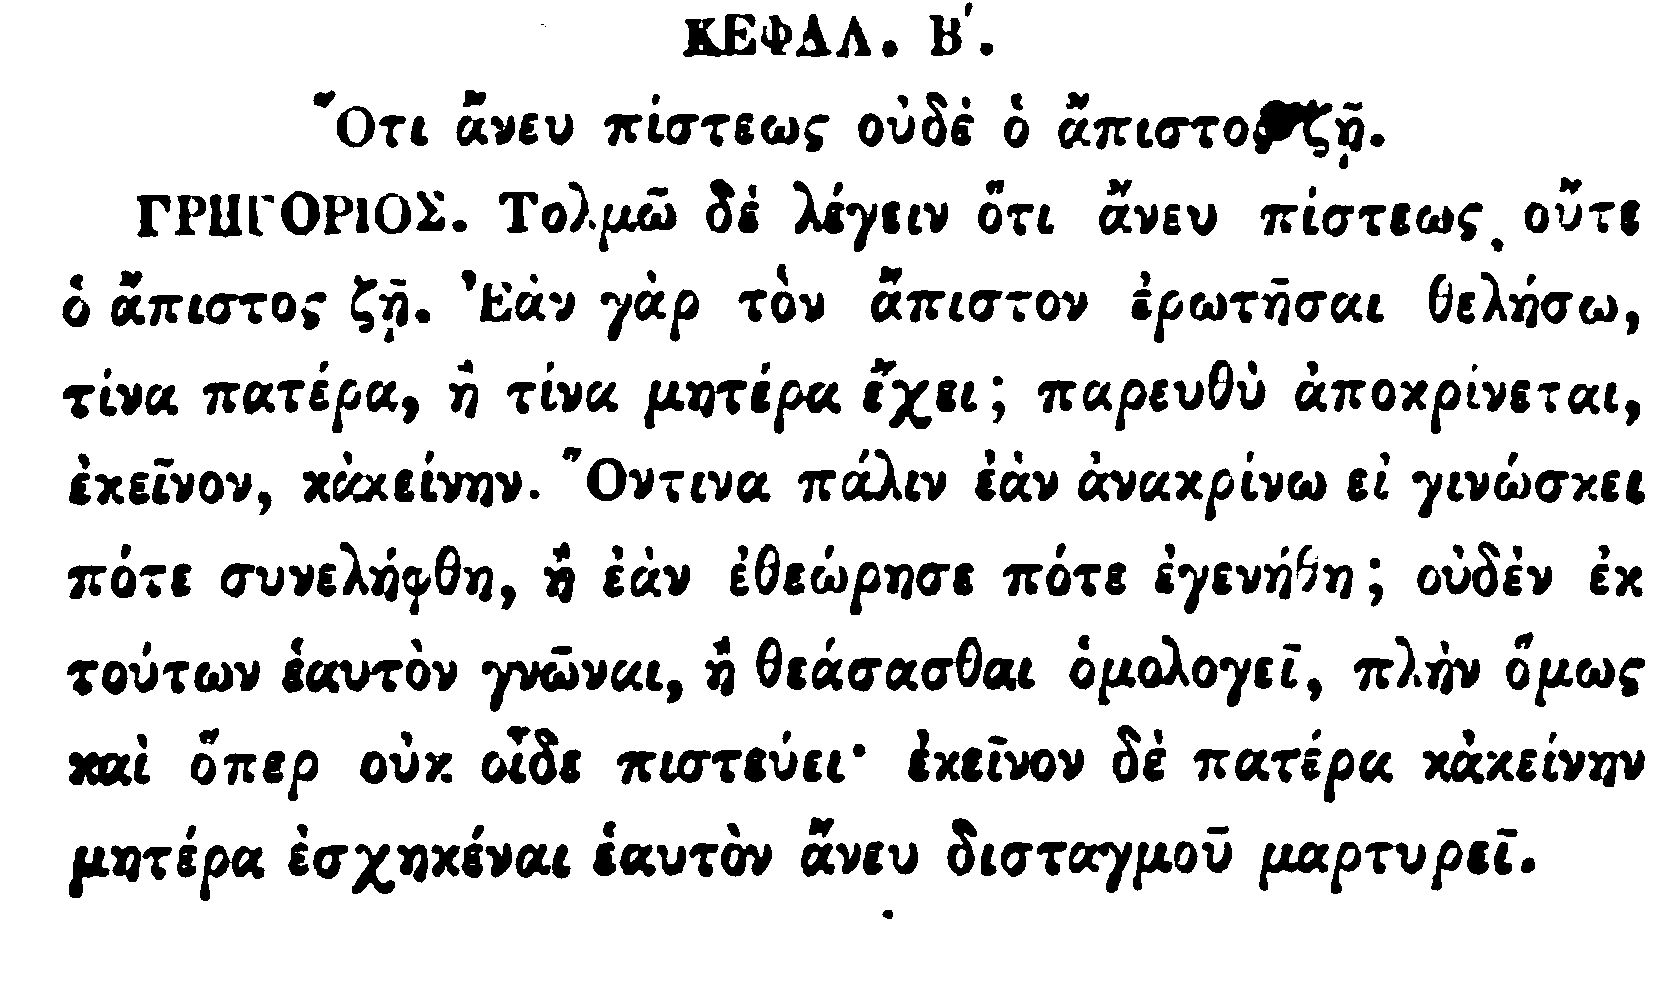 ΚΕΦΑΛ. Β'.
Ὅτι ἄνευ πίστεως οὐδὲ ὁ ἄπιστος ζῇ.
ΓΡΗΓΟΡΙΟΣ. Τολμῶ δὲ λέγειν ὅτι ἄνευ πίστεως οὔτε
ὁ ἄπιστος ζῇ. Ἐὰν γὰρ τὸν ἄπιστον ἐρωτῆσαι θελήσω,
τίνα πατέρα, ἢ τίνα μητέρα ἔχει; παρευθὺ ἀποκρίνεται,
ἐκεῖνον, κἀκείνην. Ὅντινα πάλιν ἐὰν ἀνακρίνω εἰ γινώσκει
πότε συνελήφθη, ἢ ἐὰν ἐθεώρησε πότε ἐγενήθη; οὐδὲν ἐκ
τούτων ἑαυτὸν γνῶναι, ἢ θεάσασθαι ὁμολογεῖ, πλὴν ὅμως
καὶ ὅπερ οὐκ οἶδε πιστεύει· ἐκεῖνον δὲ πατέρα κἀκείνην
μητέρα ἐσχηκέναι ἑαυτὸν ἄνευ δισταγμοῦ μαρτυρεῖ.